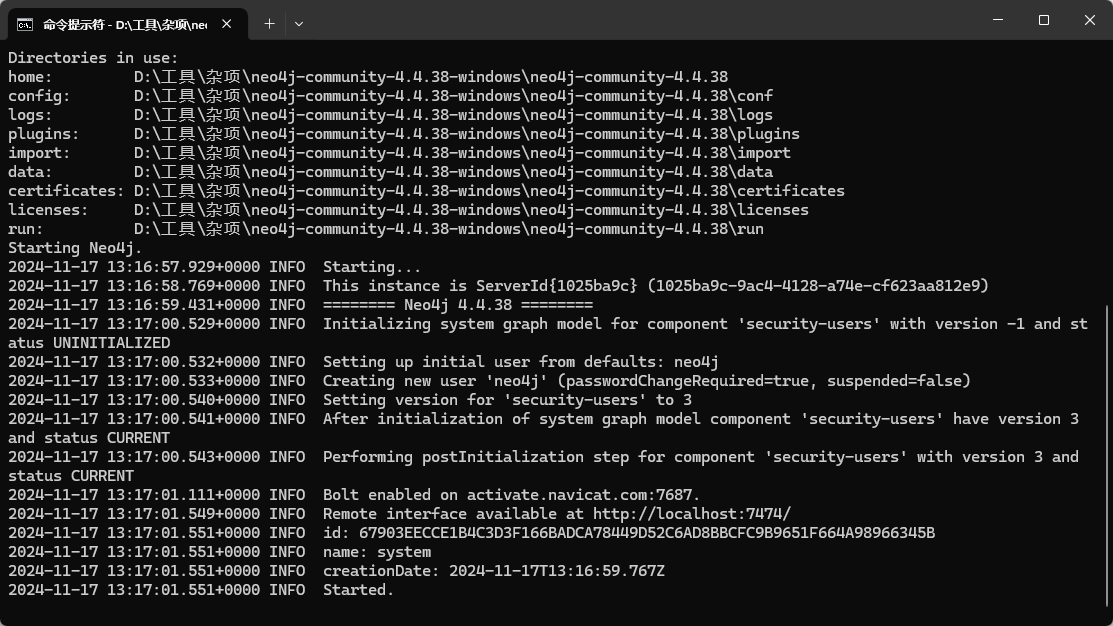 命令提示符 - D:\工具\杂项\nec
Directories in use:
home:         D:\工具\杂项\neo4j-community-4.4.38-windows\neo4j-community-4.4.38
config:       D:\工具\杂项\neo4j-community-4.4.38-windows\neo4j-community-4.4.38\conf
logs:         D:\工具\杂项\neo4j-community-4.4.38-windows\neo4j-community-4.4.38\logs
plugins:      D:\工具\杂项\neo4j-community-4.4.38-windows\neo4j-community-4.4.38\plugins
import:       D:\工具\杂项\neo4j-community-4.4.38-windows\neo4j-community-4.4.38\import
data:         D:\工具\杂项\neo4j-community-4.4.38-windows\neo4j-community-4.4.38\data
certificates: D:\工具\杂项\neo4j-community-4.4.38-windows\neo4j-community-4.4.38\certificates
licenses:     D:\工具\杂项\neo4j-community-4.4.38-windows\neo4j-community-4.4.38\licenses
run:          D:\工具\杂项\neo4j-community-4.4.38-windows\neo4j-community-4.4.38\run
Starting Neo4j.
2024-11-17 13:16:57.929+0000 INFO  Starting...
2024-11-17 13:16:58.769+0000 INFO  This instance is ServerId{1025ba9c} (1025ba9c-9ac4-4128-a74e-cf623aa812e9)
2024-11-17 13:16:59.431+0000 INFO  ======== Neo4j 4.4.38 ========
2024-11-17 13:17:00.529+0000 INFO  Initializing system graph model for component 'security-users' with version -1 and st
atus UNINITIALIZED
2024-11-17 13:17:00.532+0000 INFO  Setting up initial user from defaults: neo4j
2024-11-17 13:17:00.533+0000 INFO  Creating new user 'neo4j' (passwordChangeRequired=true, suspended=false)
2024-11-17 13:17:00.540+0000 INFO  Setting version for 'security-users' to 3
2024-11-17 13:17:00.541+0000 INFO  After initialization of system graph model component 'security-users' have version 3
and status CURRENT
2024-11-17 13:17:00.543+0000 INFO  Performing postInitialization step for component 'security-users' with version 3 and
status CURRENT
2024-11-17 13:17:01.111+0000 INFO  Bolt enabled on activate.navicat.com:7687.
2024-11-17 13:17:01.549+0000 INFO  Remote interface available at http://localhost:7474/
2024-11-17 13:17:01.551+0000 INFO  id: 67903EECCE1B4C3D3F166BADCA78449D52C6AD8BBCFC9B9651F664A98966345B
2024-11-17 13:17:01.551+0000 INFO  name: system
2024-11-17 13:17:01.551+0000 INFO  creationDate: 2024-11-17T13:16:59.767Z
2024-11-17 13:17:01.551+0000 INFO  Started.